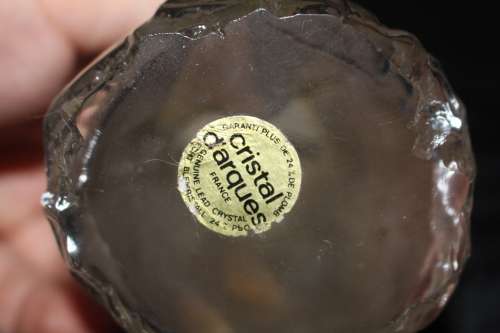 GARANTI PLUS DE 24 % DE PLOMB
cristal
d'arques
FRANCE
GENUINE LEAD CRYSTAL
24 % PbO